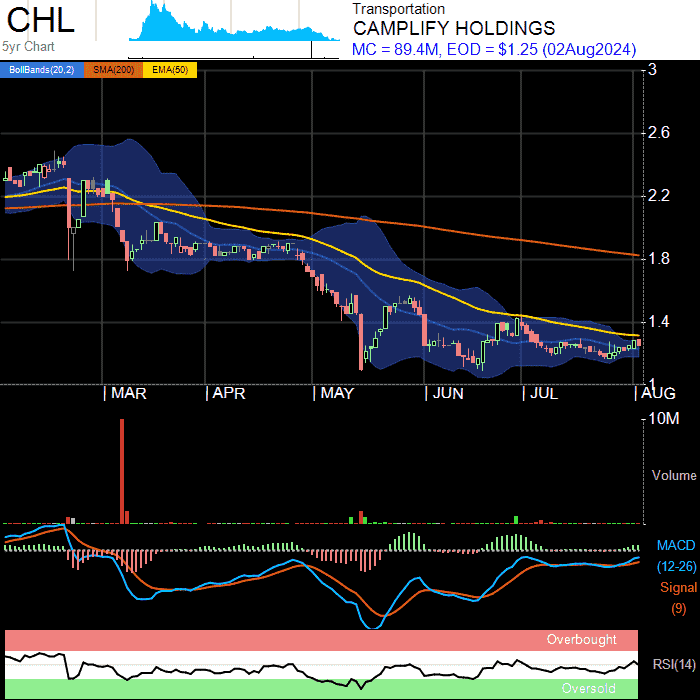 CHL
5yr Chart
Transportation
CAMPLIFY HOLDINGS
MC = 89.4M, EOD = $1.25 (02Aug2024)
BollBands(20,2) SMA(200) EMA(50)
3
2.6
2.2
1.8
1.4
1
MAR APR MAY JUN JUL AUG
10M
Volume
MACD
(12-26)
Signal
(9)
Overbought
RSI(14)
Oversold